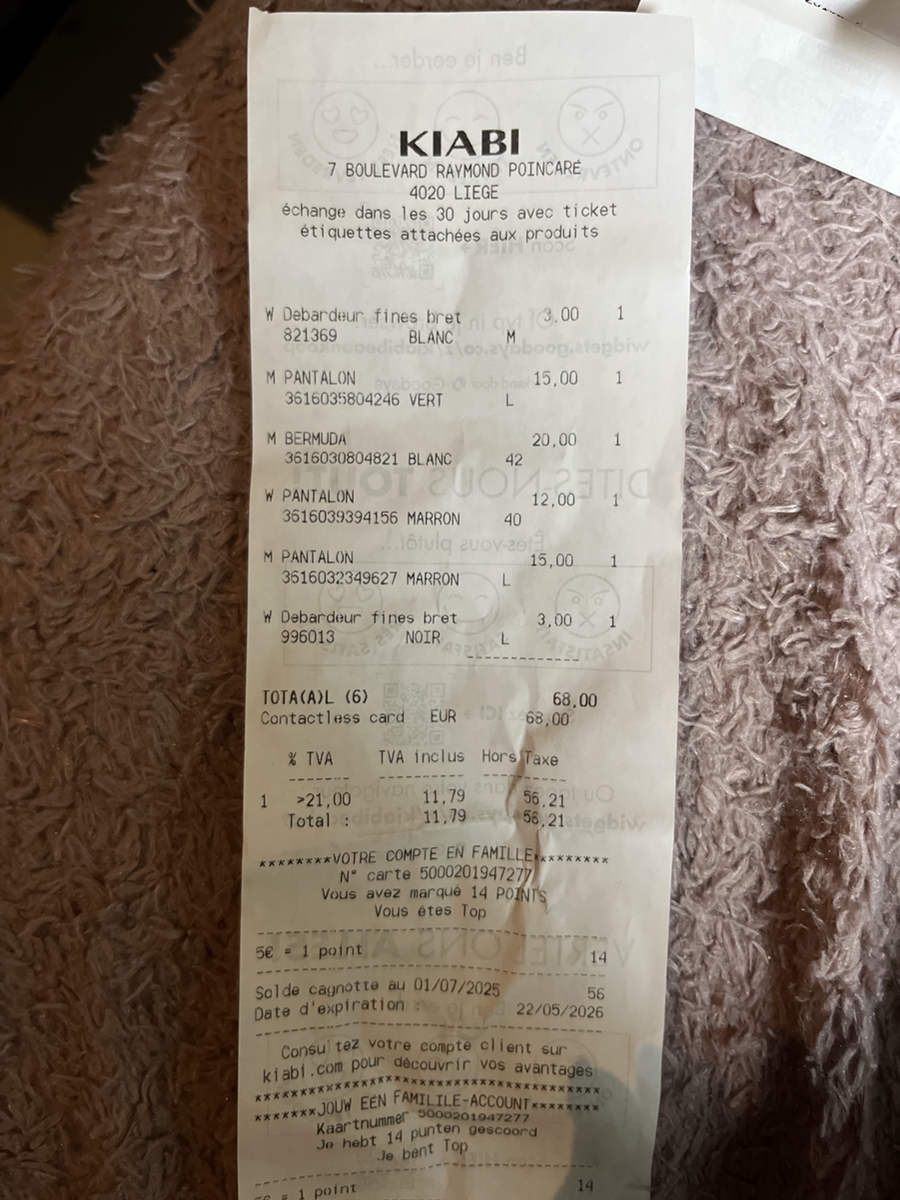 KIABI
7 BOULEVARD RAYMOND POINCARE
4020 LIEGE
échange dans les 30 jours avec ticket
étiquettes attachées aux produits
W Debardeur fines bret 3,00 1
821369 BLANC M
M PANTALON 15,00 1
3616035804246 VERT L
M BERMUDA 20,00 1
3616030804821 BLANC 42
W PANTALON 12,00 1
3616039394156 MARRON 40
M PANTALON 15,00 1
3616032349627 MARRON L
W Debardeur fines bret 3,00 1
996013 NOIR L
--------------
TOTA(A)L (6) 68,00
Contactless card EUR 68,00
% TVA TVA inclus Hors Taxe
------- ---------- ----------
1 >21,00 11,79 56,21
Total : 11,79 56,21
********VOTRE COMPTE EN FAMILLE********
N° carte 5000201947277
Vous avez marqué 14 POINTS
Vous êtes Top
5€ = 1 point 14
Solde cagnotte au 01/07/2025 56
Date d'expiration : 22/05/2026
Consultez votre compte client sur
kiabi.com pour découvrir vos avantages
*******JOUW EEN FAMILILE-ACCOUNT********
Kaartnummer 5000201947277
Je hebt 14 punten gescoord
Je bent Top
5€ = 1 point 14